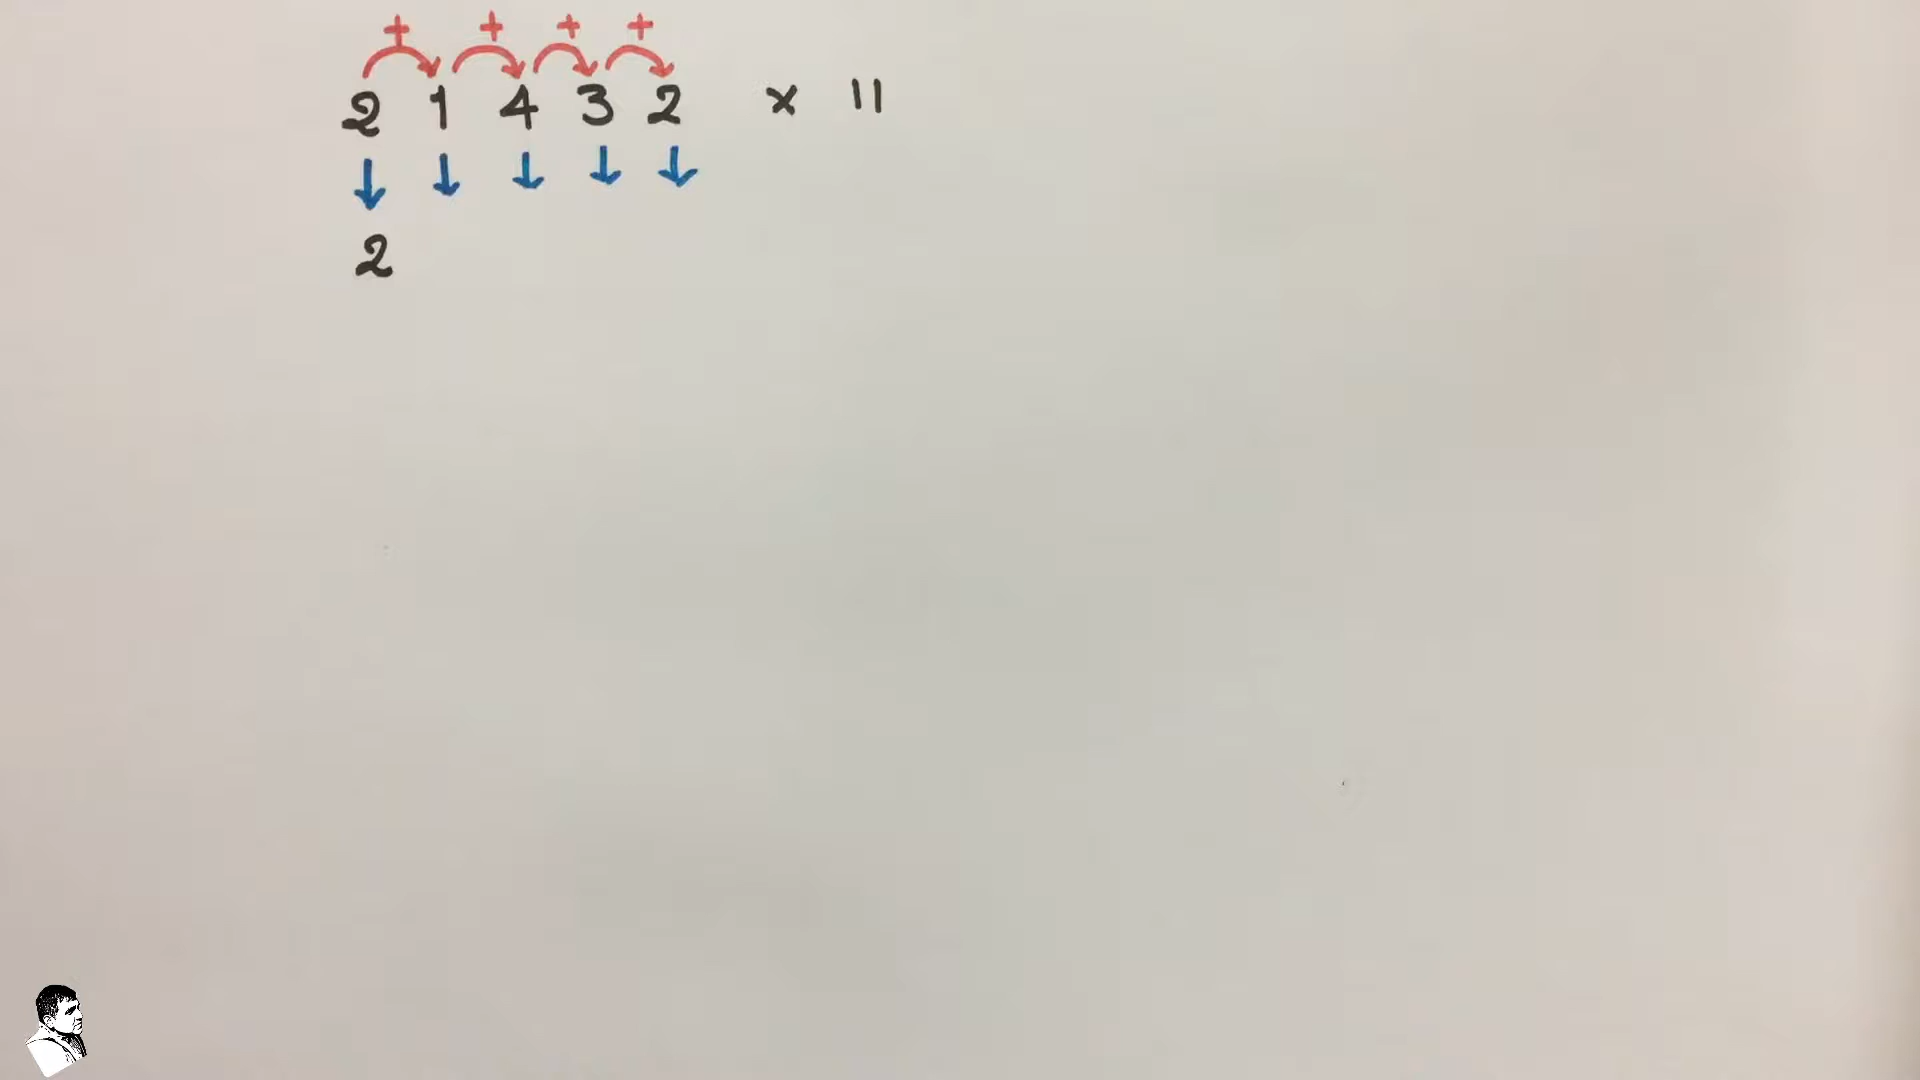 + + + +
2 1 4 3 2 × 11
↓ ↓ ↓ ↓ ↓
2